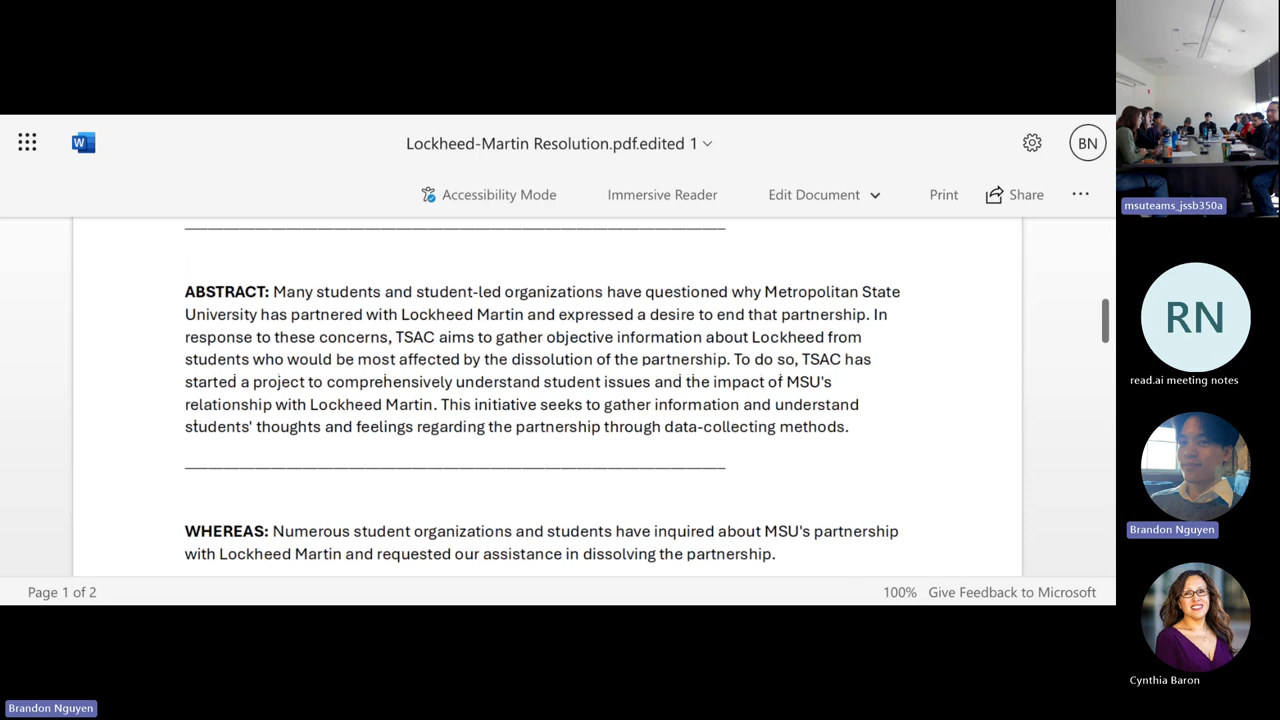 Lockheed-Martin Resolution.pdf.edited 1
BN
Accessibility Mode
Immersive Reader
Edit Document
Print
Share
ABSTRACT: Many students and student-led organizations have questioned why Metropolitan State
University has partnered with Lockheed Martin and expressed a desire to end that partnership. In
response to these concerns, TSAC aims to gather objective information about Lockheed from
students who would be most affected by the dissolution of the partnership. To do so, TSAC has
started a project to comprehensively understand student issues and the impact of MSU's
relationship with Lockheed Martin. This initiative seeks to gather information and understand
students' thoughts and feelings regarding the partnership through data-collecting methods.
WHEREAS: Numerous student organizations and students have inquired about MSU's partnership
with Lockheed Martin and requested our assistance in dissolving the partnership.
Page 1 of 2
100%
Give Feedback to Microsoft
Brandon Nguyen
msuteams_jssb350a
RN
read.ai meeting notes
Brandon Nguyen
Cynthia Baron